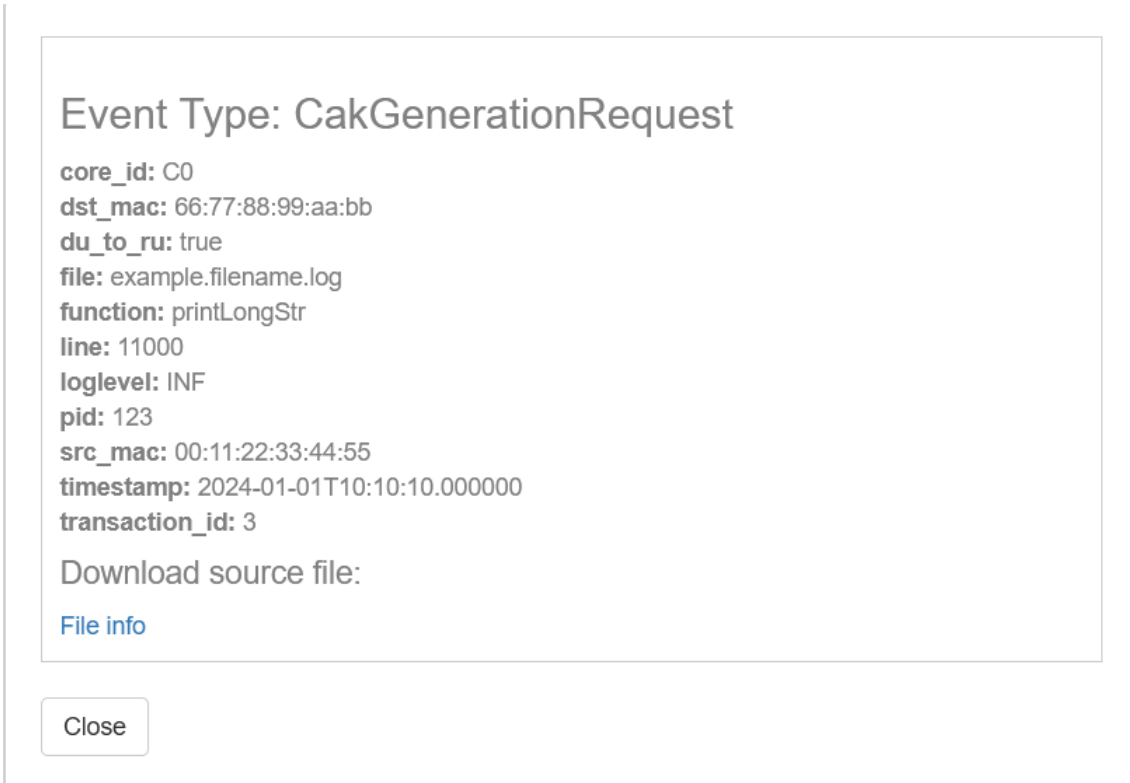 Event Type: CakGenerationRequest
core_id: C0
dst_mac: 66:77:88:99:aa:bb
du_to_ru: true
file: example.filename.log
function: printLongStr
line: 11000
loglevel: INF
pid: 123
src_mac: 00:11:22:33:44:55
timestamp: 2024-01-01T10:10:10.000000
transaction_id: 3
Download source file:
File info
Close